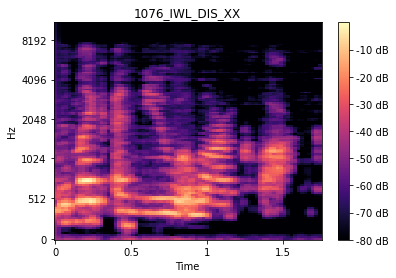 1076_IWL_DIS_XX
8192
4096
2048
1024
512
0
Hz
0
0.5
1
1.5
Time
-10 dB
-20 dB
-30 dB
-40 dB
-50 dB
-60 dB
-70 dB
-80 dB